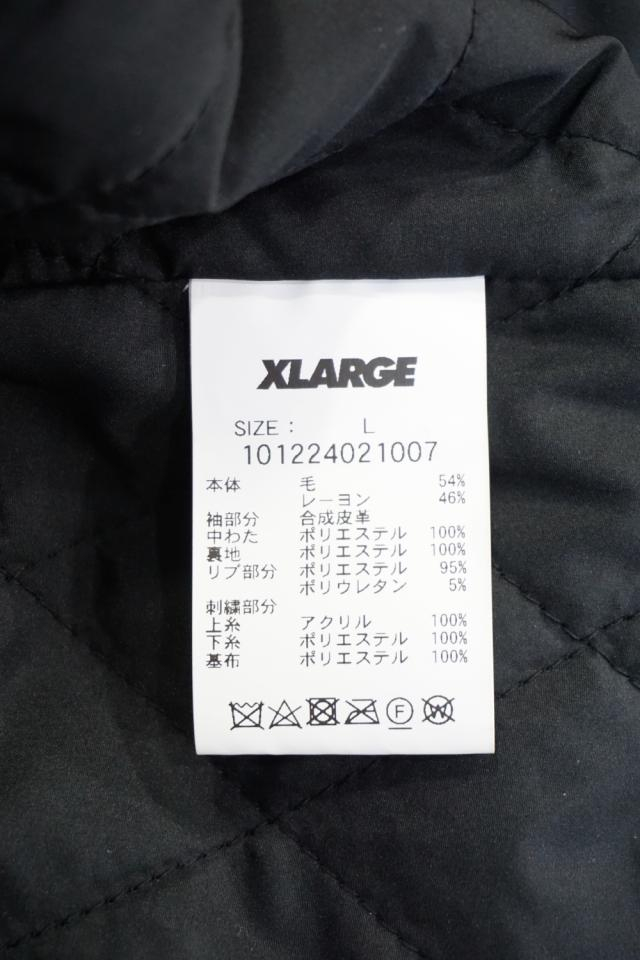 XLARGE
SIZE： L
101224021007
本体 毛 54%
レーヨン 46%
袖部分 合成皮革
中わた ポリエステル 100%
裏地 ポリエステル 100%
リブ部分 ポリエステル 95%
ポリウレタン 5%
刺繍部分
上糸 アクリル 100%
下糸 ポリエステル 100%
基布 ポリエステル 100%
F W